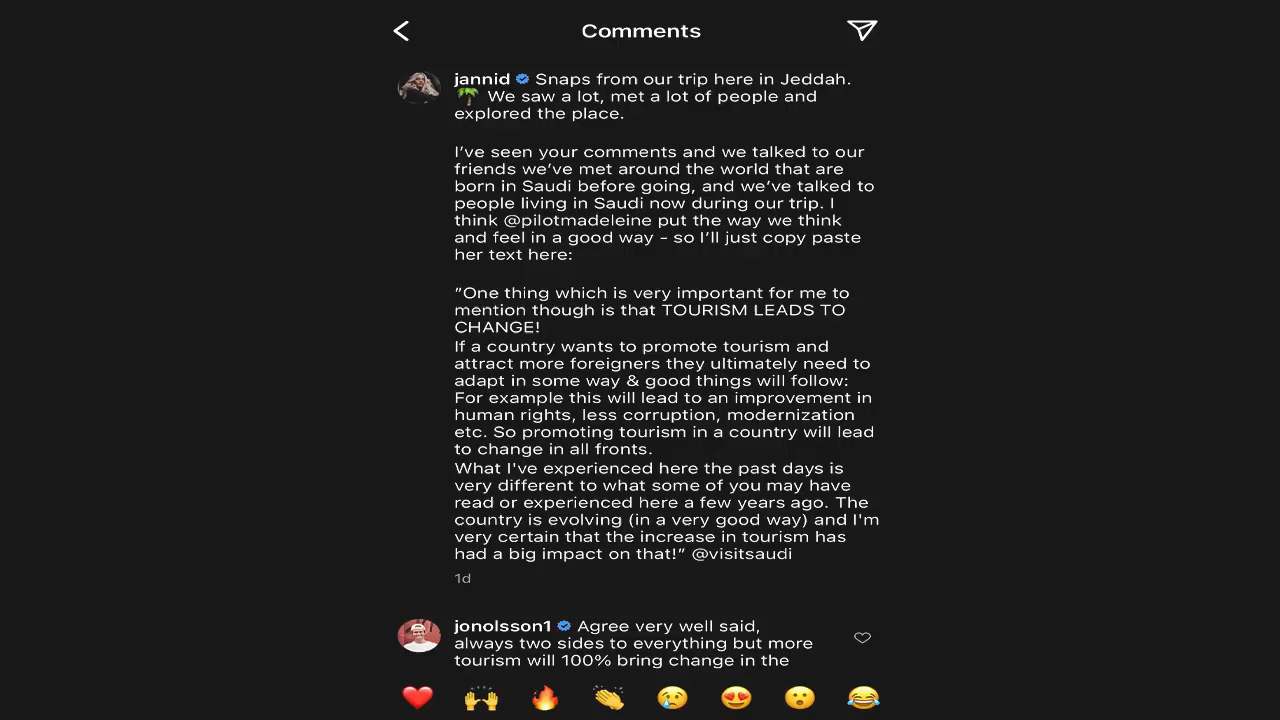 Comments
jannid Snaps from our trip here in Jeddah.
🌴 We saw a lot, met a lot of people and
explored the place.
I’ve seen your comments and we talked to our
friends we’ve met around the world that are
born in Saudi before going, and we’ve talked to
people living in Saudi now during our trip. I
think @pilotmadeleine put the way we think
and feel in a good way – so I’ll just copy paste
her text here:
”One thing which is very important for me to
mention though is that TOURISM LEADS TO
CHANGE!
If a country wants to promote tourism and
attract more foreigners they ultimately need to
adapt in some way & good things will follow:
For example this will lead to an improvement in
human rights, less corruption, modernization
etc. So promoting tourism in a country will lead
to change in all fronts.
What I've experienced here the past days is
very different to what some of you may have
read or experienced here a few years ago. The
country is evolving (in a very good way) and I'm
very certain that the increase in tourism has
had a big impact on that!” @visitsaudi
1d
jonolsson1 Agree very well said,
always two sides to everything but more
tourism will 100% bring change in the